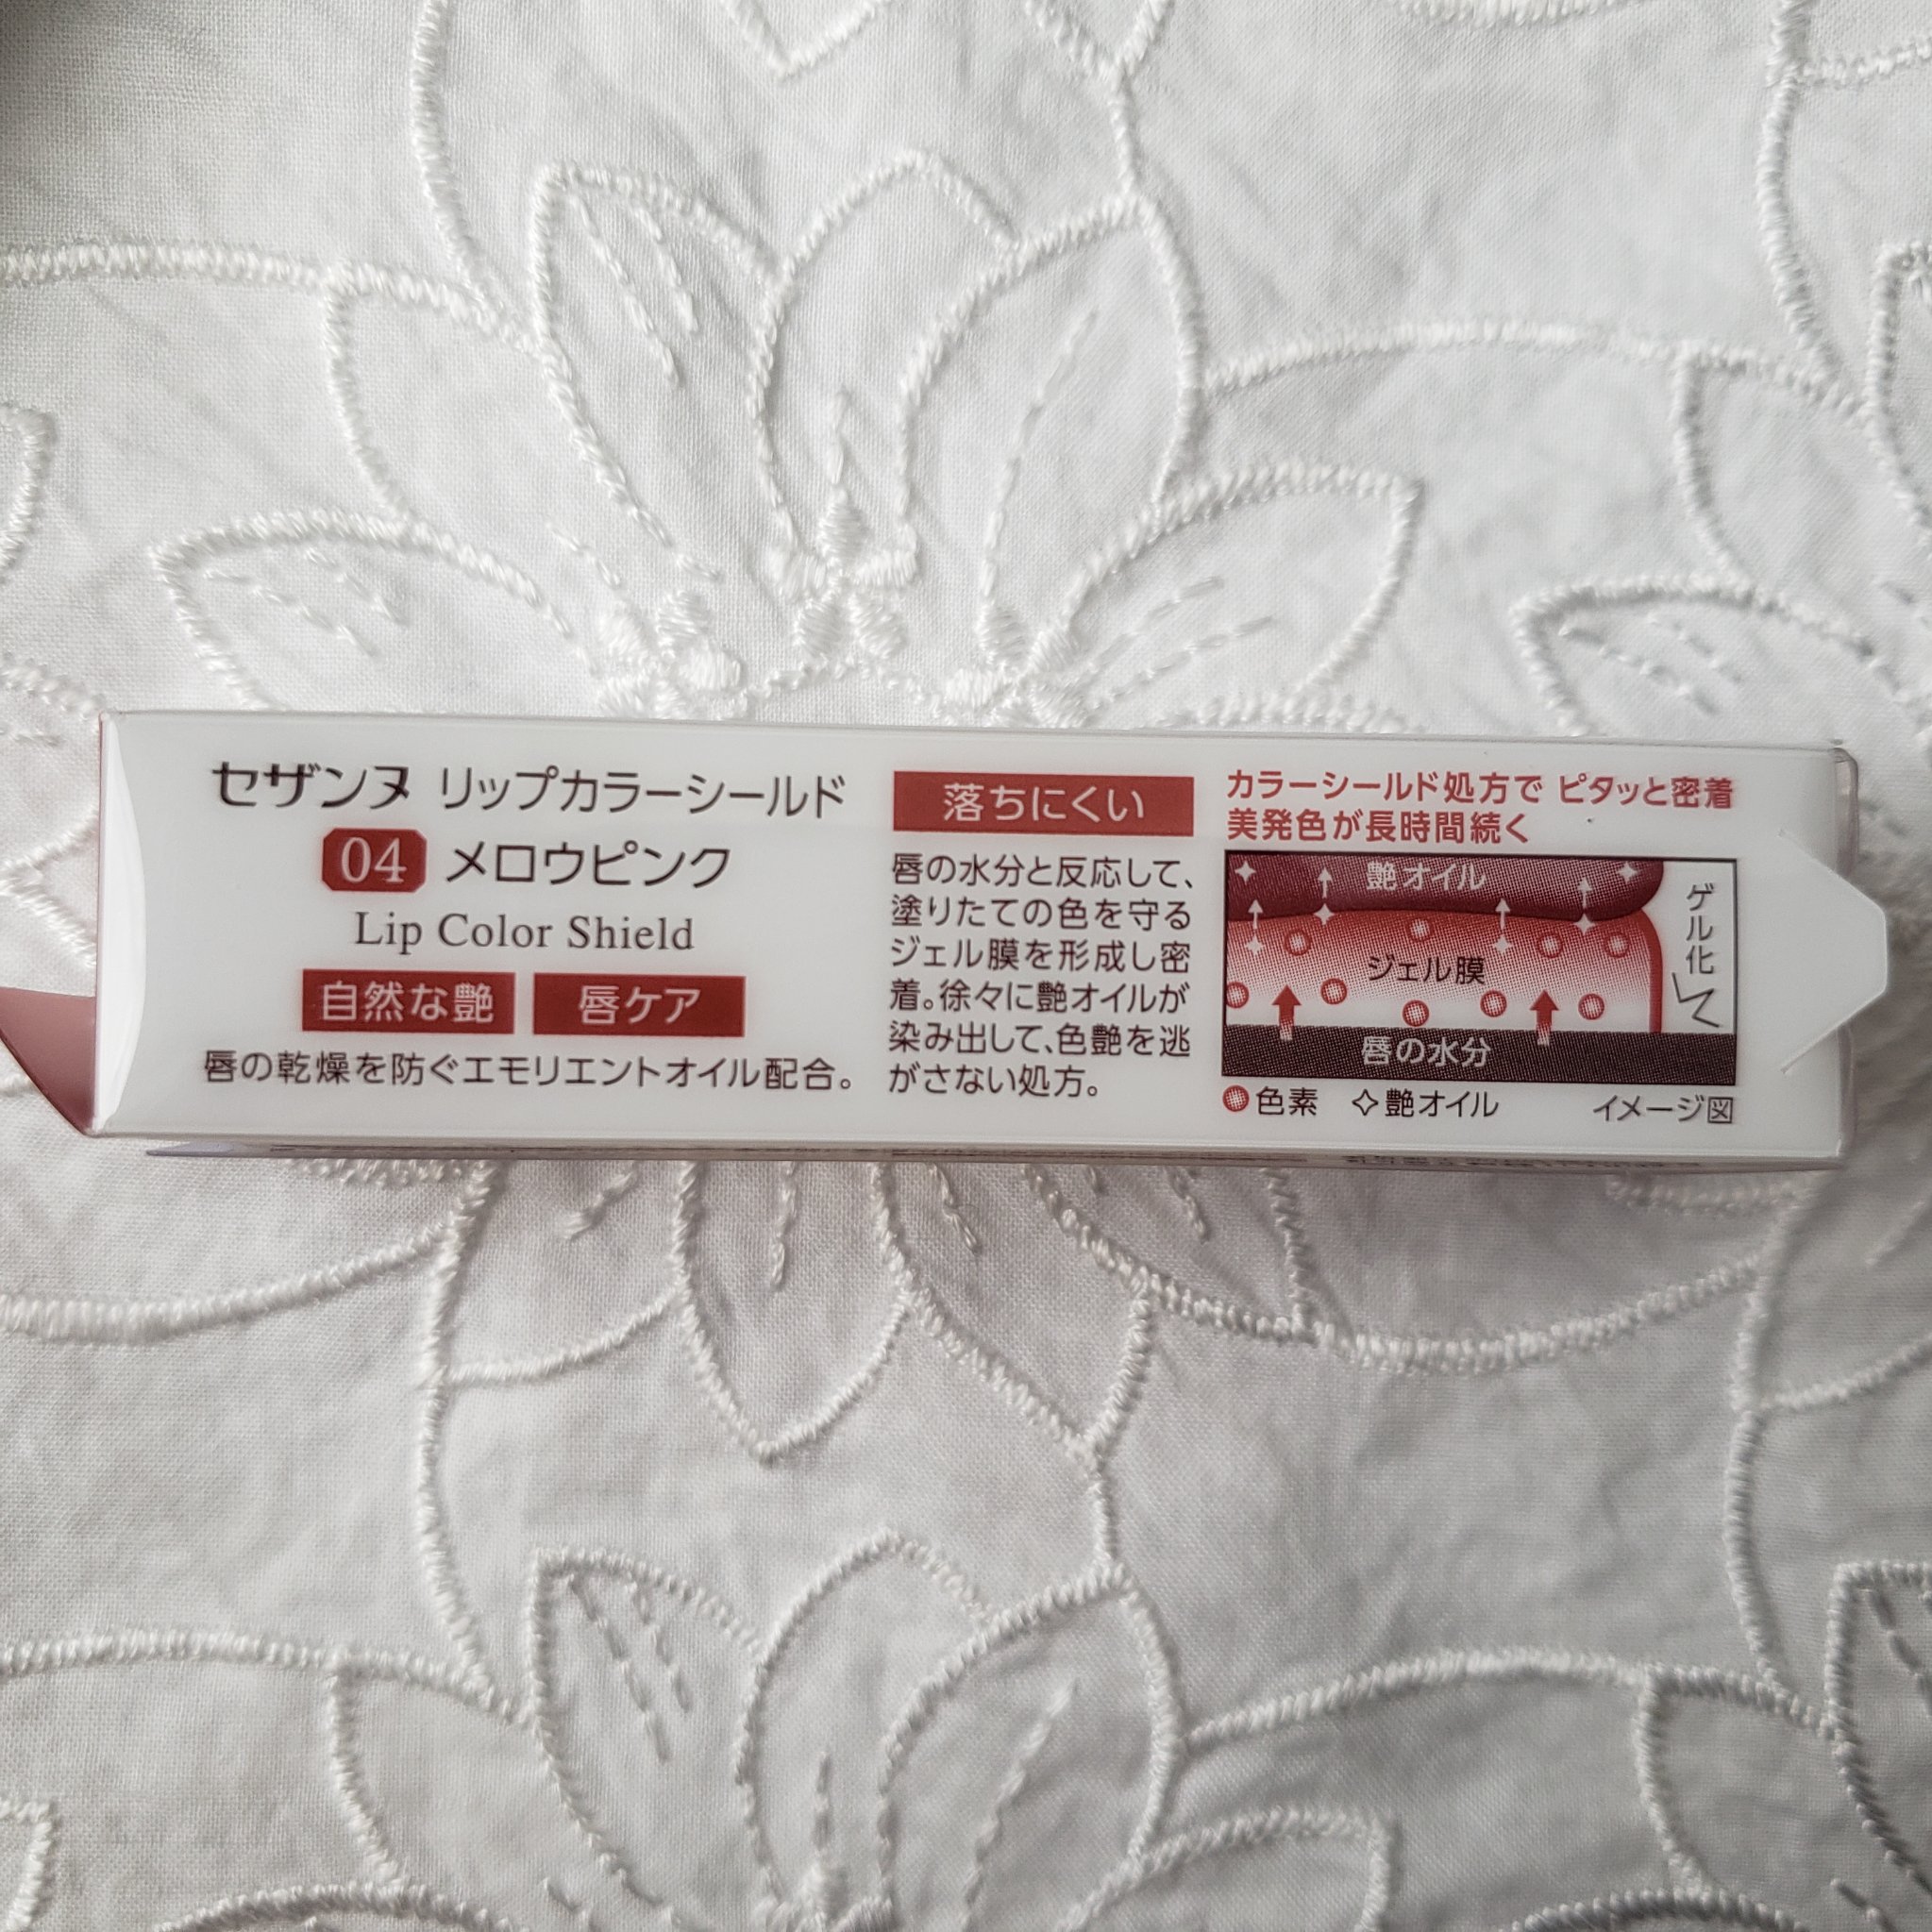 セザンヌ リップカラーシールド
04 メロウピンク
Lip Color Shield
自然な艶 唇ケア
唇の乾燥を防ぐエモリエントオイル配合。
落ちにくい
唇の水分と反応して、
塗りたての色を守る
ジェル膜を形成し密
着。徐々に艶オイルが
染み出して、色艶を逃
がさない処方。
カラーシールド処方で ピタッと密着
美発色が長時間続く
艶オイル
ジェル膜
唇の水分
ゲル化
色素 艶オイル イメージ図